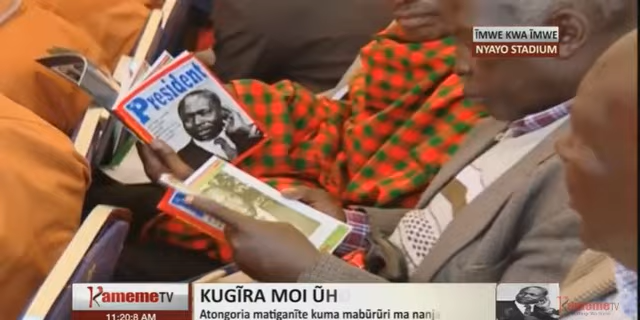 ĨMWE KWA ĨMWE
NYAYO STADIUM
President
KamemeTV
11:20:8 AM
KUGĨRA MOI ŨH
Atongoria matiganĩte kuma mabũrũri ma nanja
KamemeTV